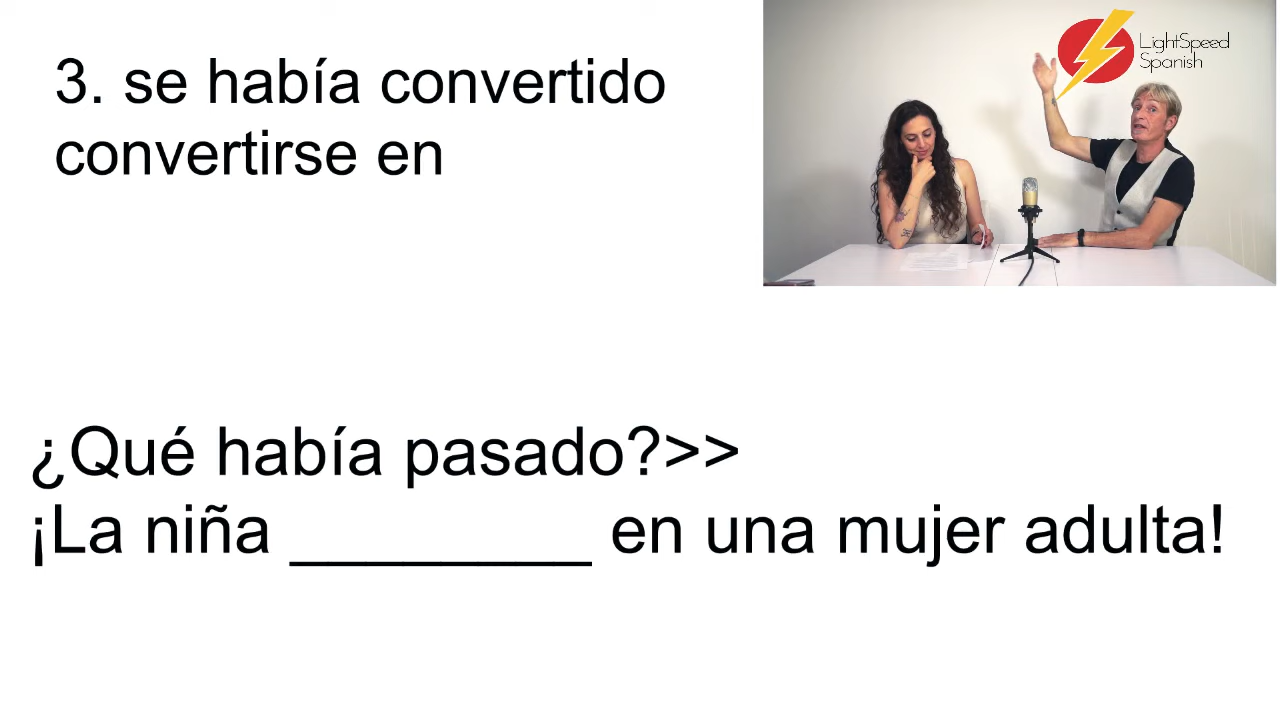 3. se había convertido
convertirse en
LightSpeed
Spanish
¿Qué había pasado?>>
¡La niña _________ en una mujer adulta!